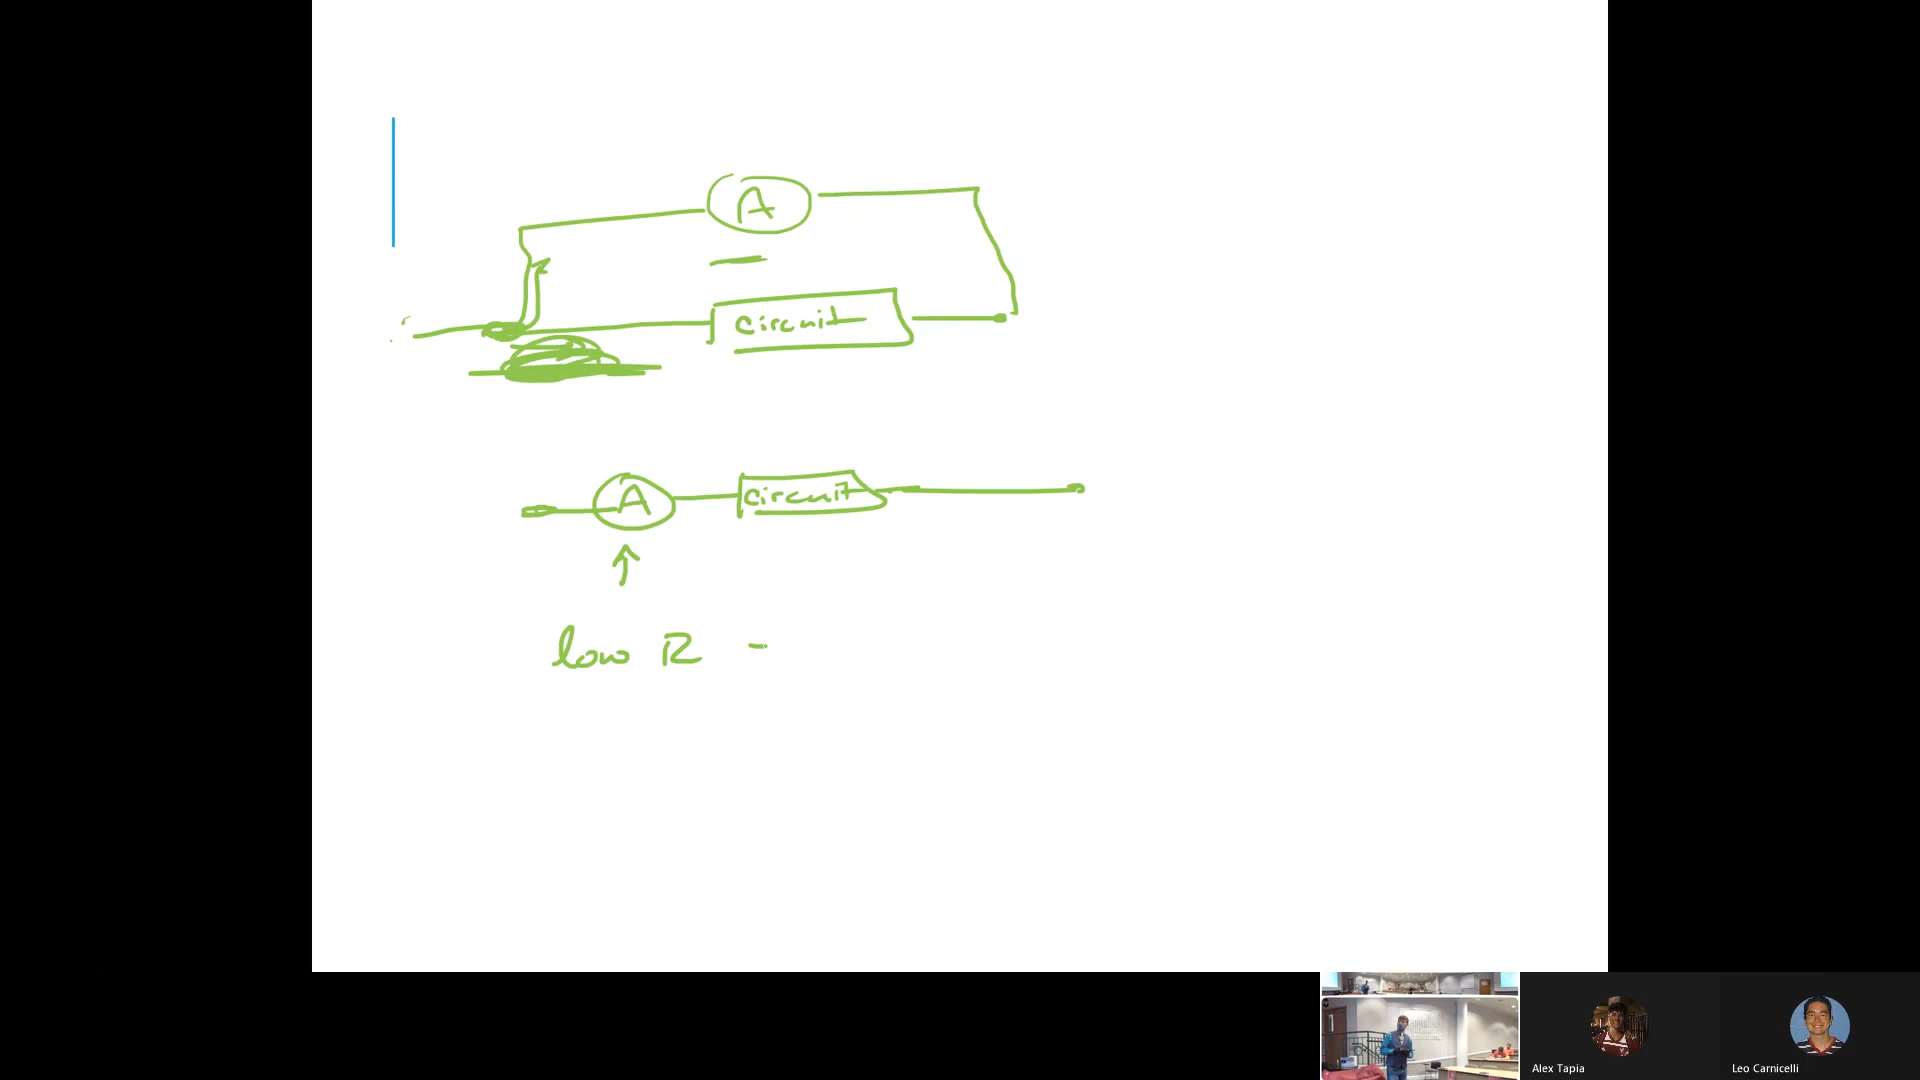 A
circuit
A
circuit
low R -
Alex Tapia
Leo Carnicelli